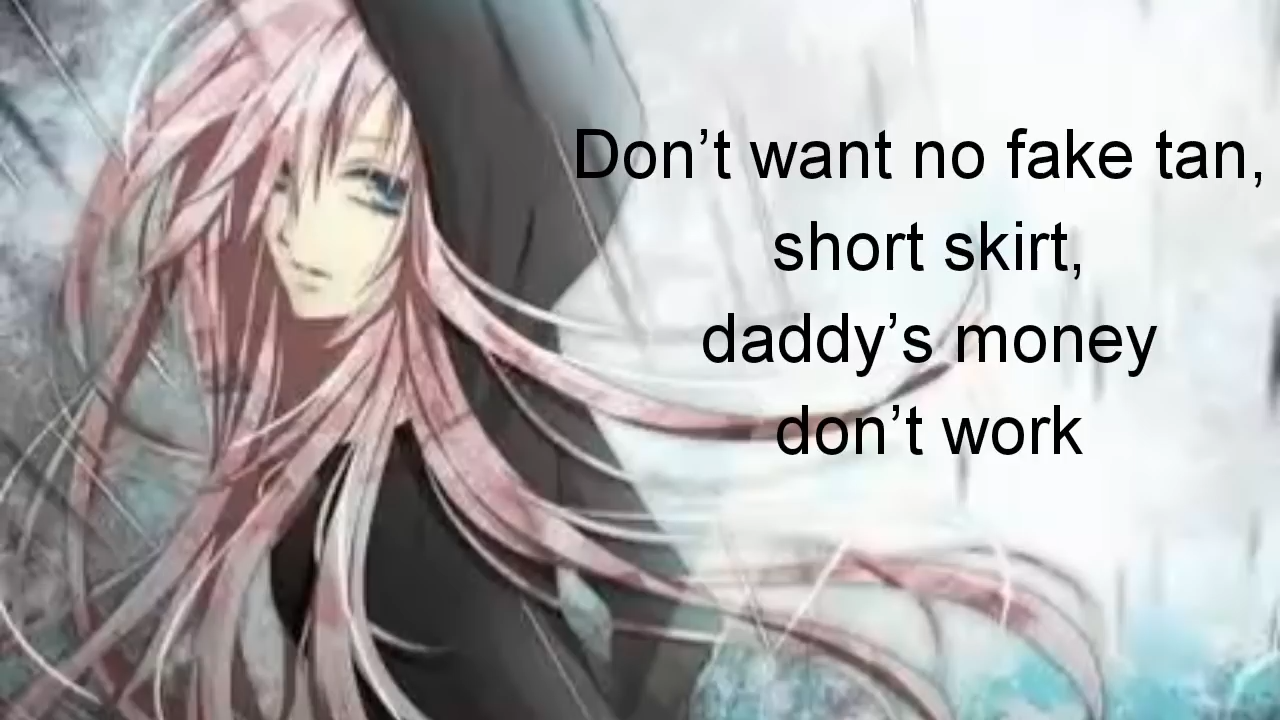 Don’t want no fake tan,
short skirt,
daddy’s money
don’t work